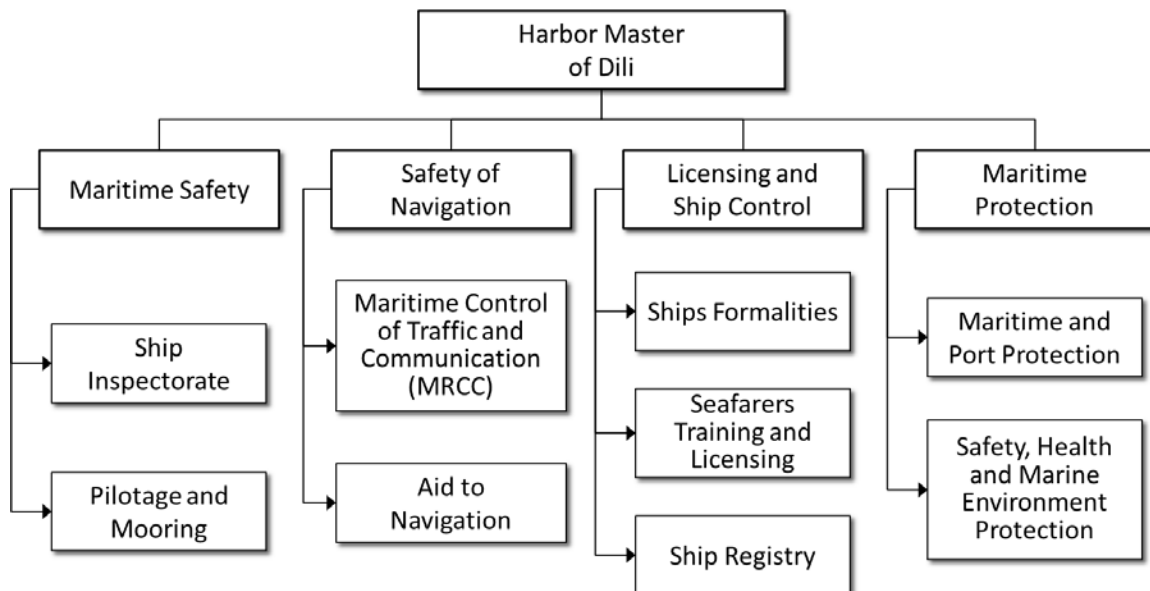 Harbor Master
of Dili
Maritime Safety
Safety of
Navigation
Licensing and
Ship Control
Maritime
Protection
Ship
Inspectorate
Pilotage and
Mooring
Maritime Control
of Traffic and
Communication
(MRCC)
Aid to
Navigation
Ships Formalities
Seafarers
Training and
Licensing
Ship Registry
Maritime and
Port Protection
Safety, Health
and Marine
Environment
Protection